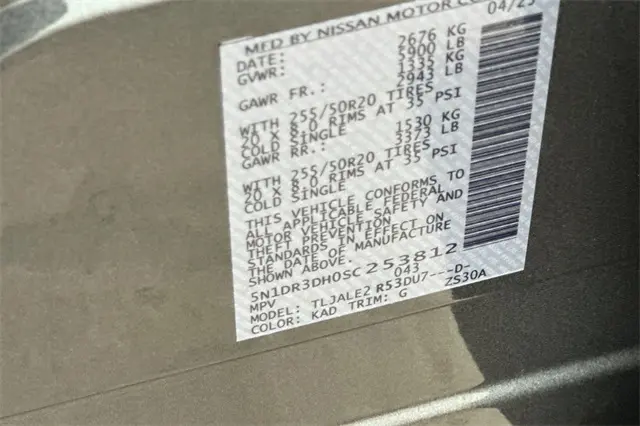 MFD BY NISSAN MOTOR CO
DATE: 04/25
GVWR: 2676 KG
5900 LB
GAWR FR.: 1335 KG
2943 LB
WITH 255/50R20 TIRES
20 X 8.0 RIMS AT 35 PSI
COLD SINGLE
GAWR RR.: 1530 KG
3373 LB
WITH 255/50R20 TIRES
20 X 8.0 RIMS AT 35 PSI
COLD SINGLE
THIS VEHICLE CONFORMS TO
ALL APPLICABLE FEDERAL
MOTOR VEHICLE SAFETY AND
THEFT PREVENTION
STANDARDS IN EFFECT ON
THE DATE OF MANUFACTURE
SHOWN ABOVE.
5N1DR3DH0SC253812
MPV 043
MODEL: TLJALE2 R53DU7---D-
COLOR: KAD TRIM: G ZS30A